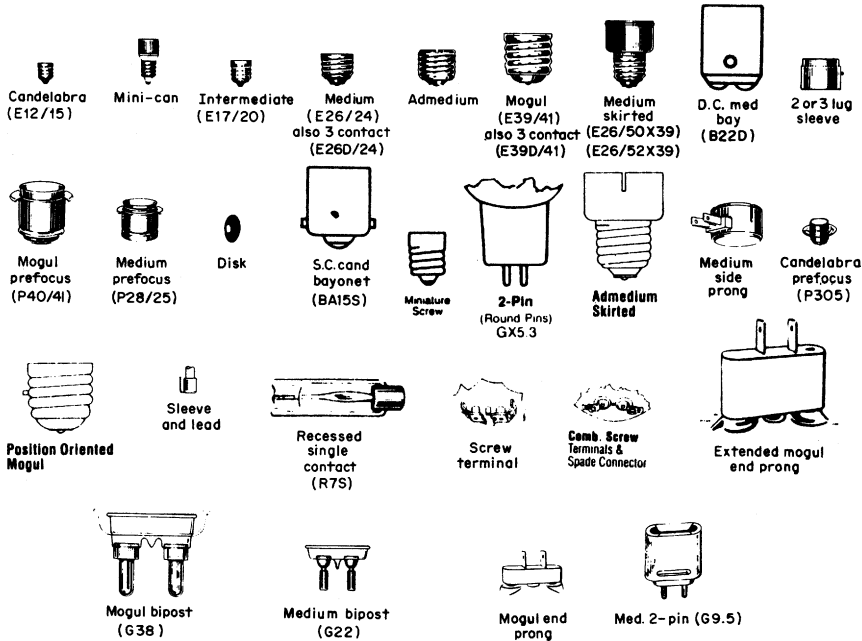 Candelabra
(E12/15)
Mini-can
Intermediate
(E17/20)
Medium
(E26/24)
also 3 contact
(E26D/24)
Admedium
Mogul
(E39/41)
also 3 contact
(E39D/41)
Medium
skirted
(E26/50X39)
(E26/52X39)
D.C. med
bay
(B22D)
2 or 3 lug
sleeve
Mogul
prefocus
(P40/41)
Medium
prefocus
(P28/25)
Disk
S.C. cand
bayonet
(BA15S)
Miniature
Screw
2-Pin
(Round Pins)
GX5.3
Admedium
Skirted
Medium
side
prong
Candelabra
prefocus
(P305)
Position Oriented
Mogul
Sleeve
and lead
Recessed
single
contact
(R7S)
Screw
terminal
Comb. Screw
Terminals &
Spade Connector
Extended mogul
end prong
Mogul bipost
(G38)
Medium bipost
(G22)
Mogul end
prong
Med. 2-pin (G9.5)